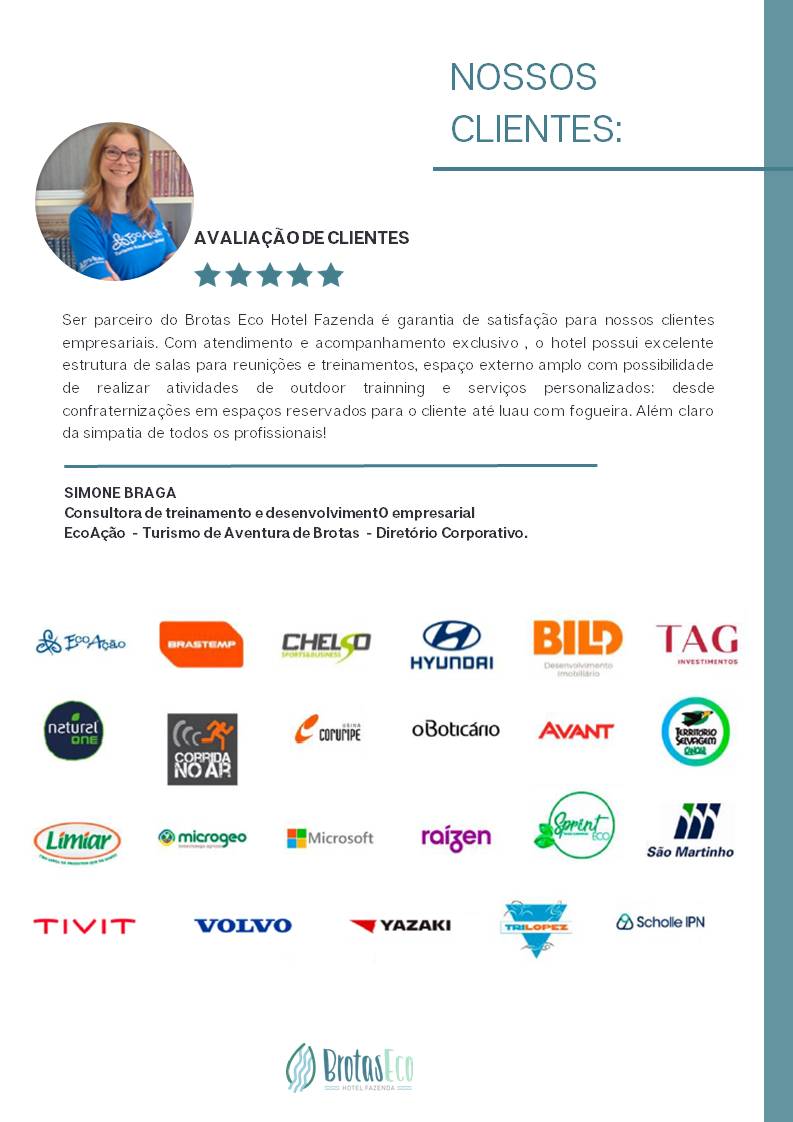 NOSSOS
CLIENTES:
EcoAção
AVALIAÇÃO DE CLIENTES
Ser parceiro do Brotas Eco Hotel Fazenda é garantia de satisfação para nossos clientes
empresariais. Com atendimento e acompanhamento exclusivo , o hotel possui excelente
estrutura de salas para reuniões e treinamentos, espaço externo amplo com possibilidade
de realizar atividades de outdoor trainning e serviços personalizados: desde
confraternizações em espaços reservados para o cliente até luau com fogueira. Além claro
da simpatia de todos os profissionais!
SIMONE BRAGA
Consultora de treinamento e desenvolvimentO empresarial
EcoAção - Turismo de Aventura de Brotas - Diretório Corporativo.
EcoAção
BRASTEMP
CHELSO
SPORTS&BUSINESS
HYUNDAI
BILD
Desenvolvimento
Imobiliário
TAG
INVESTIMENTOS
natural
ONE
CORRIDA
NO AR
USINA
CORURIPE
oBoticário
AVANT
TERRITÓRIO
SELVAGEM
CANOAR
Limiar
microgeo
Microsoft
raízen
Sprint
ECO
São Martinho
TIVIT
VOLVO
YAZAKI
TRILOPEZ
Scholle IPN
BrotasEco
HOTEL FAZENDA